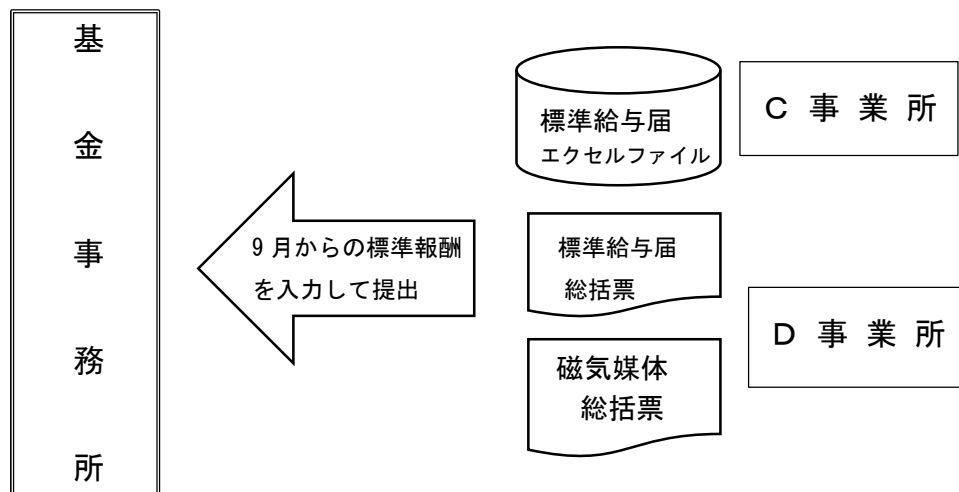 基金事務所
9月からの標準報酬
を入力して提出
標準給与届
エクセルファイル
標準給与届
総括票
磁気媒体
総括票
C事業所
D事業所